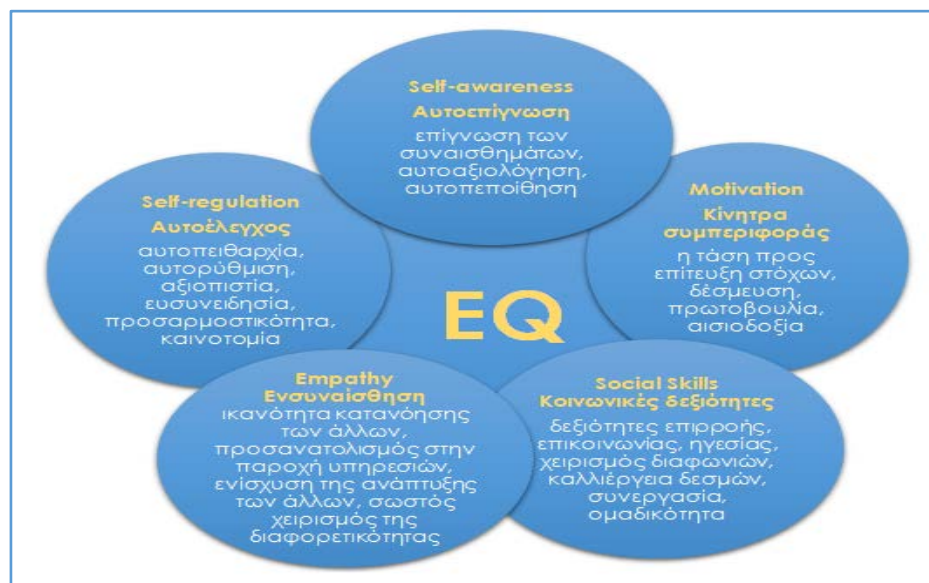 Self-awareness
Αυτοεπίγνωση
επίγνωση των
συναισθημάτων,
αυτοαξιολόγηση,
αυτοπεποίθηση
Self-regulation
Αυτοέλεγχος
αυτοπειθαρχία,
αυτορύθμιση,
αξιοπιστία,
ευσυνειδησία,
προσαρμοστικότητα,
καινοτομία
Motivation
Κίνητρα
συμπεριφοράς
η τάση προς
επίτευξη στόχων,
δέσμευση,
πρωτοβουλία,
αισιοδοξία
EQ
Empathy
Ενσυναίσθηση
ικανότητα κατανόησης
των άλλων,
προσανατολισμός στην
παροχή υπηρεσιών,
ενίσχυση της ανάπτυξης
των άλλων, σωστός
χειρισμός της
διαφορετικότητας
Social Skills
Κοινωνικές δεξιότητες
δεξιότητες επιρροής,
επικοινωνίας, ηγεσίας,
χειρισμός διαφωνιών,
καλλιέργεια δεσμών,
συνεργασία,
ομαδικότητα